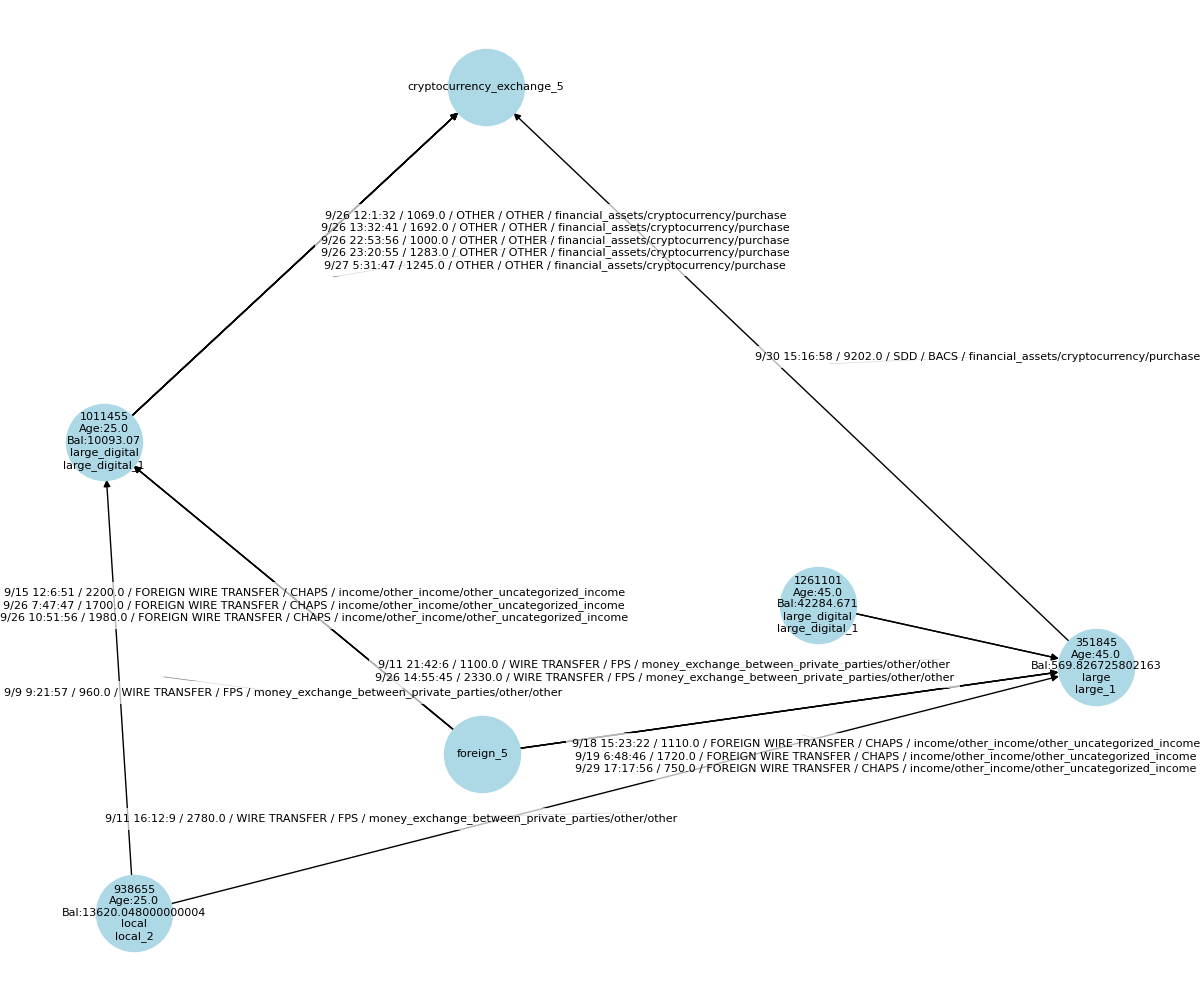 cryptocurrency_exchange_5
9/26 12:1:32 / 1069.0 / OTHER / OTHER / financial_assets/cryptocurrency/purchase
9/26 13:32:41 / 1692.0 / OTHER / OTHER / financial_assets/cryptocurrency/purchase
9/26 22:53:56 / 1000.0 / OTHER / OTHER / financial_assets/cryptocurrency/purchase
9/26 23:20:55 / 1283.0 / OTHER / OTHER / financial_assets/cryptocurrency/purchase
9/27 5:31:47 / 1245.0 / OTHER / OTHER / financial_assets/cryptocurrency/purchase
9/30 15:16:58 / 9202.0 / SDD / BACS / financial_assets/cryptocurrency/purchase
1011455
Age:25.0
Bal:10093.07
large_digital
large_digital_1
9/15 12:6:51 / 2200.0 / FOREIGN WIRE TRANSFER / CHAPS / income/other_income/other_uncategorized_income
9/26 7:47:47 / 1700.0 / FOREIGN WIRE TRANSFER / CHAPS / income/other_income/other_uncategorized_income
9/26 10:51:56 / 1980.0 / FOREIGN WIRE TRANSFER / CHAPS / income/other_income/other_uncategorized_income
1261101
Age:45.0
Bal:42284.671
large_digital
large_digital_1
351845
Age:45.0
Bal:569.826725802163
large
large_1
9/11 21:42:6 / 1100.0 / WIRE TRANSFER / FPS / money_exchange_between_private_parties/other/other
9/26 14:55:45 / 2330.0 / WIRE TRANSFER / FPS / money_exchange_between_private_parties/other/other
9/9 9:21:57 / 960.0 / WIRE TRANSFER / FPS / money_exchange_between_private_parties/other/other
foreign_5
9/18 15:23:22 / 1110.0 / FOREIGN WIRE TRANSFER / CHAPS / income/other_income/other_uncategorized_income
9/19 6:48:46 / 1720.0 / FOREIGN WIRE TRANSFER / CHAPS / income/other_income/other_uncategorized_income
9/29 17:17:56 / 750.0 / FOREIGN WIRE TRANSFER / CHAPS / income/other_income/other_uncategorized_income
9/11 16:12:9 / 2780.0 / WIRE TRANSFER / FPS / money_exchange_between_private_parties/other/other
938655
Age:25.0
Bal:13620.048000000004
local
local_2